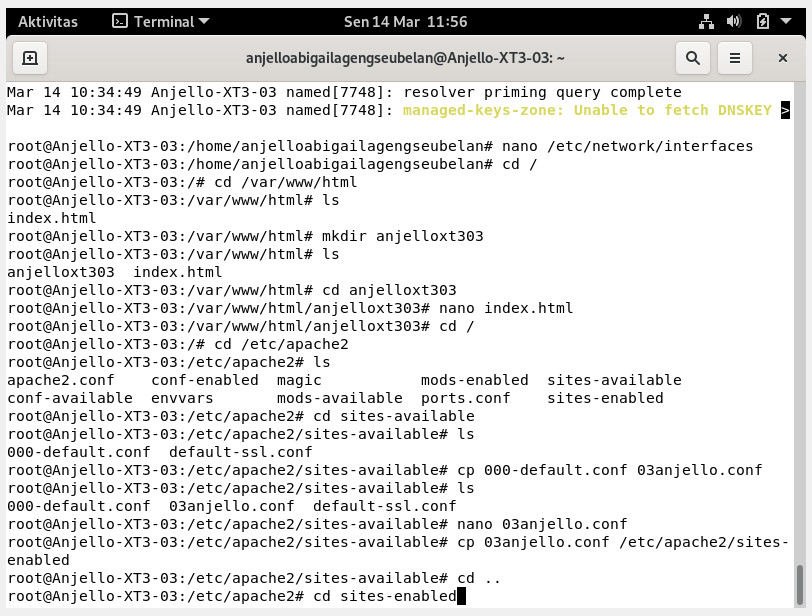 Aktivitas Terminal Sen 14 Mar 11:56
anjelloabigailagengseubelan@Anjello-XT3-03: ~
Mar 14 10:34:49 Anjello-XT3-03 named[7748]: resolver priming query complete
Mar 14 10:34:49 Anjello-XT3-03 named[7748]: managed-keys-zone: Unable to fetch DNSKEY >
root@Anjello-XT3-03:/home/anjelloabigailagengseubelan# nano /etc/network/interfaces
root@Anjello-XT3-03:/home/anjelloabigailagengseubelan# cd /
root@Anjello-XT3-03:/# cd /var/www/html
root@Anjello-XT3-03:/var/www/html# ls
index.html
root@Anjello-XT3-03:/var/www/html# mkdir anjelloxt303
root@Anjello-XT3-03:/var/www/html# ls
anjelloxt303  index.html
root@Anjello-XT3-03:/var/www/html# cd anjelloxt303
root@Anjello-XT3-03:/var/www/html/anjelloxt303# nano index.html
root@Anjello-XT3-03:/var/www/html/anjelloxt303# cd /
root@Anjello-XT3-03:/# cd /etc/apache2
root@Anjello-XT3-03:/etc/apache2# ls
apache2.conf    conf-enabled  magic           mods-enabled  sites-available
conf-available  envvars       mods-available  ports.conf    sites-enabled
root@Anjello-XT3-03:/etc/apache2# cd sites-available
root@Anjello-XT3-03:/etc/apache2/sites-available# ls
000-default.conf  default-ssl.conf
root@Anjello-XT3-03:/etc/apache2/sites-available# cp 000-default.conf 03anjello.conf
root@Anjello-XT3-03:/etc/apache2/sites-available# ls
000-default.conf  03anjello.conf  default-ssl.conf
root@Anjello-XT3-03:/etc/apache2/sites-available# nano 03anjello.conf
root@Anjello-XT3-03:/etc/apache2/sites-available# cp 03anjello.conf /etc/apache2/sites-
enabled
root@Anjello-XT3-03:/etc/apache2/sites-available# cd ..
root@Anjello-XT3-03:/etc/apache2# cd sites-enabled